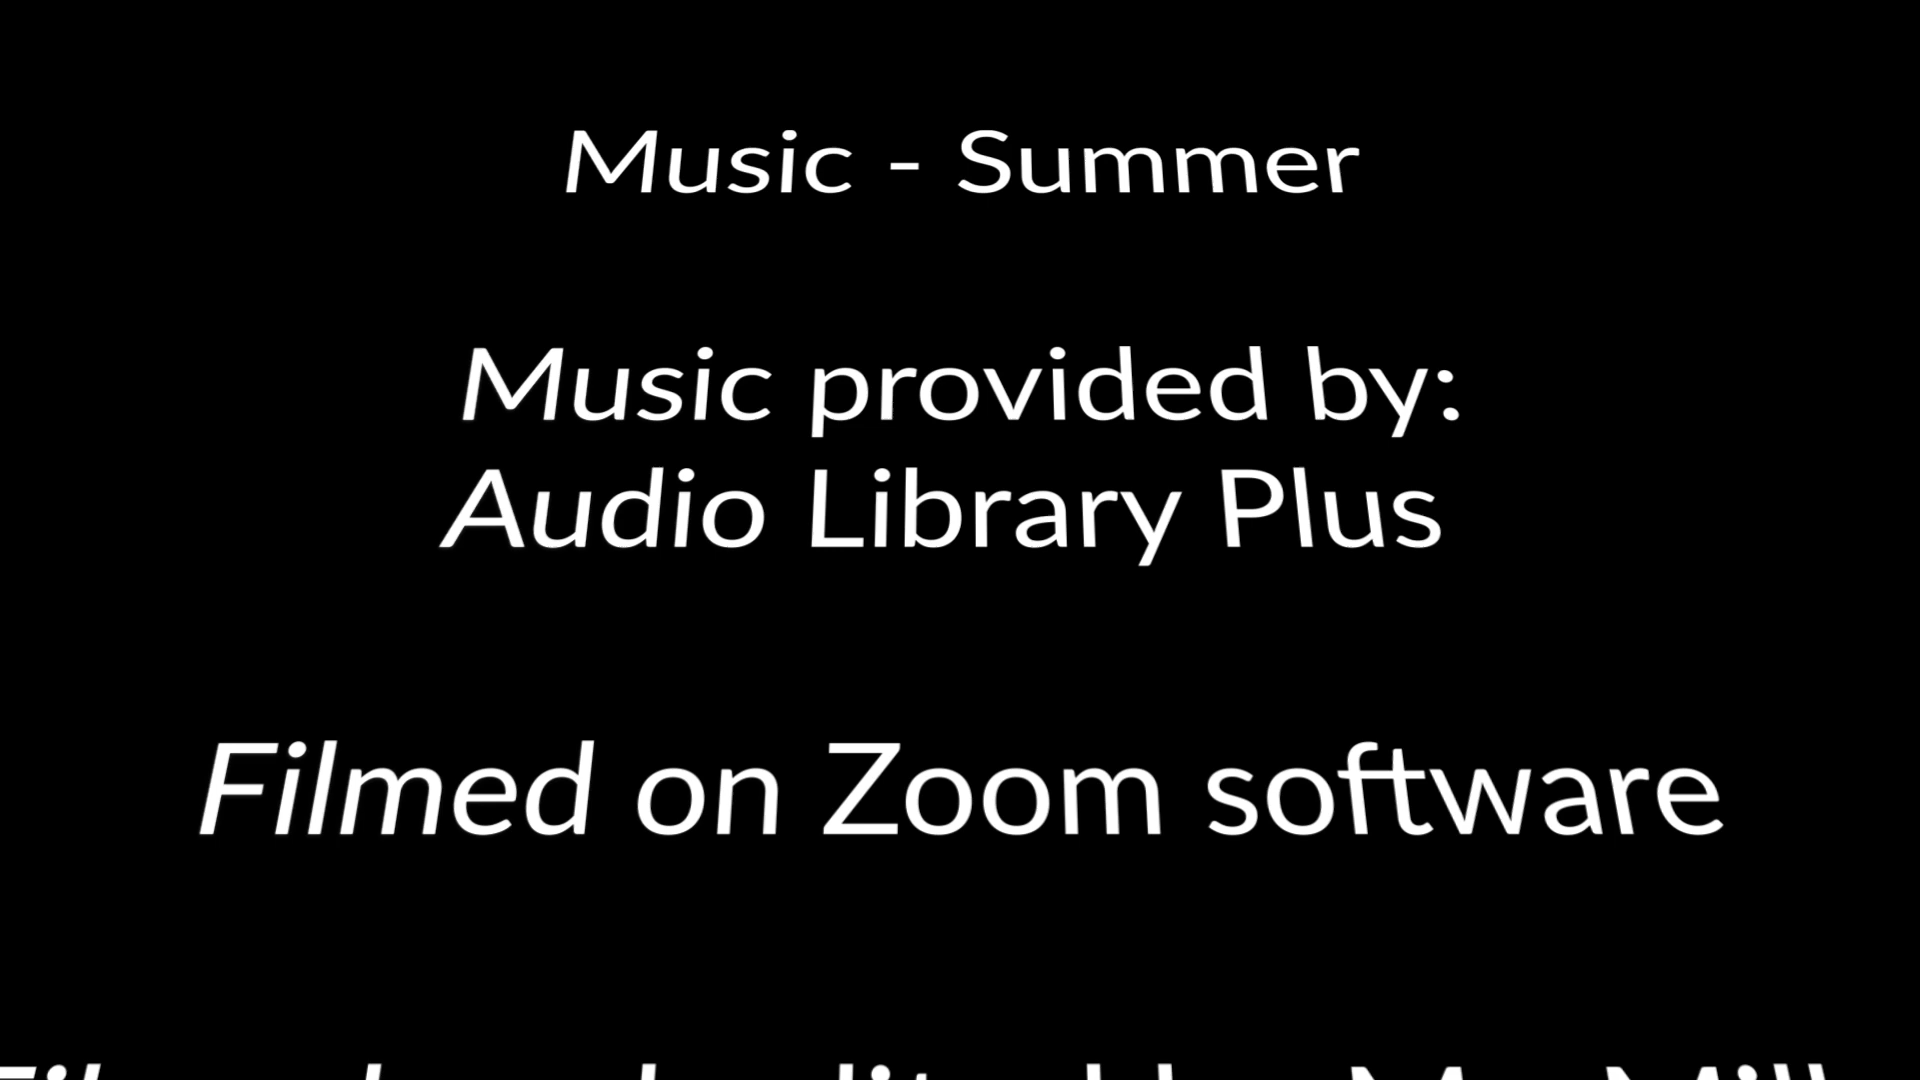 Music - Summer
Music provided by:
Audio Library Plus
Filmed on Zoom software